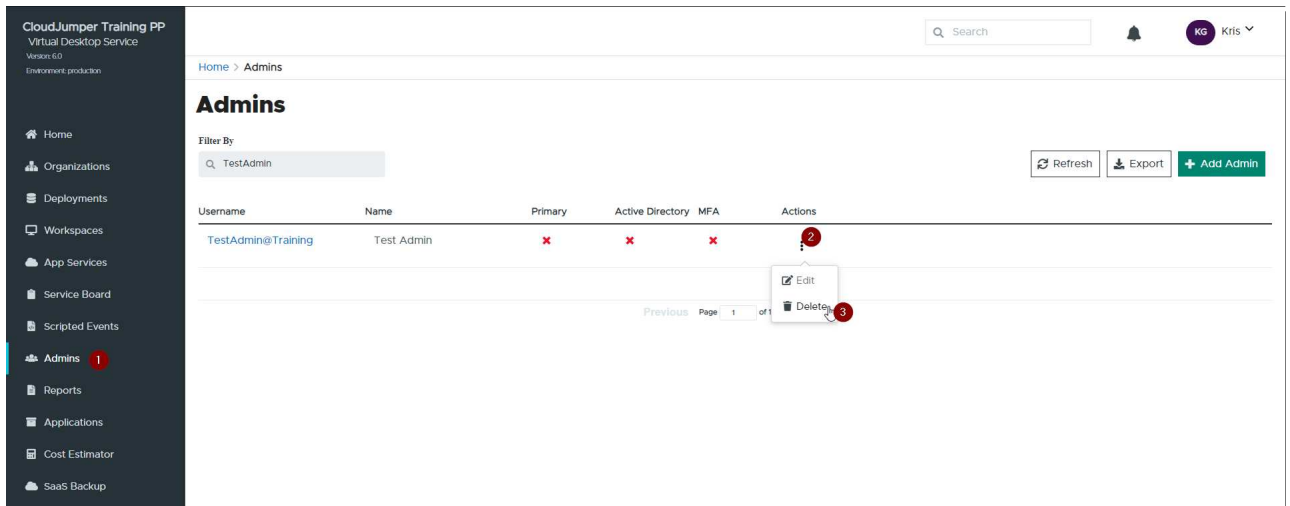 CloudJumper Training PP
Virtual Desktop Service
Version: 6.0
Environment: production
Search
KG Kris
Home > Admins
Admins
Filter By
TestAdmin
Refresh Export + Add Admin
Username Name Primary Active Directory MFA Actions
TestAdmin@Training Test Admin 2
Edit
Delete 3
Previous Page 1 of 1
Home
Organizations
Deployments
Workspaces
App Services
Service Board
Scripted Events
Admins 1
Reports
Applications
Cost Estimator
SaaS Backup